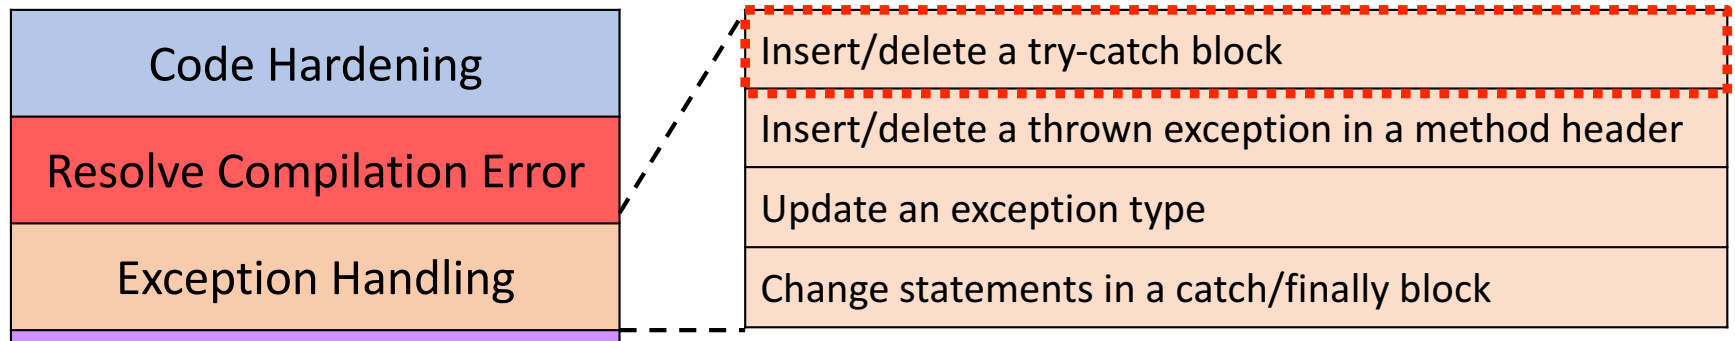 Code Hardening
Resolve Compilation Error
Exception Handling
Insert/delete a try-catch block
Insert/delete a thrown exception in a method header
Update an exception type
Change statements in a catch/finally block